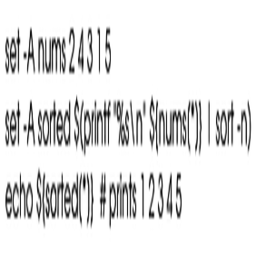 set -A nums 2 4 3 1 5
set -A sorted $(printf "%s\n" ${nums[*]} | sort -n)
echo ${sorted[*]} # prints 1 2 3 4 5